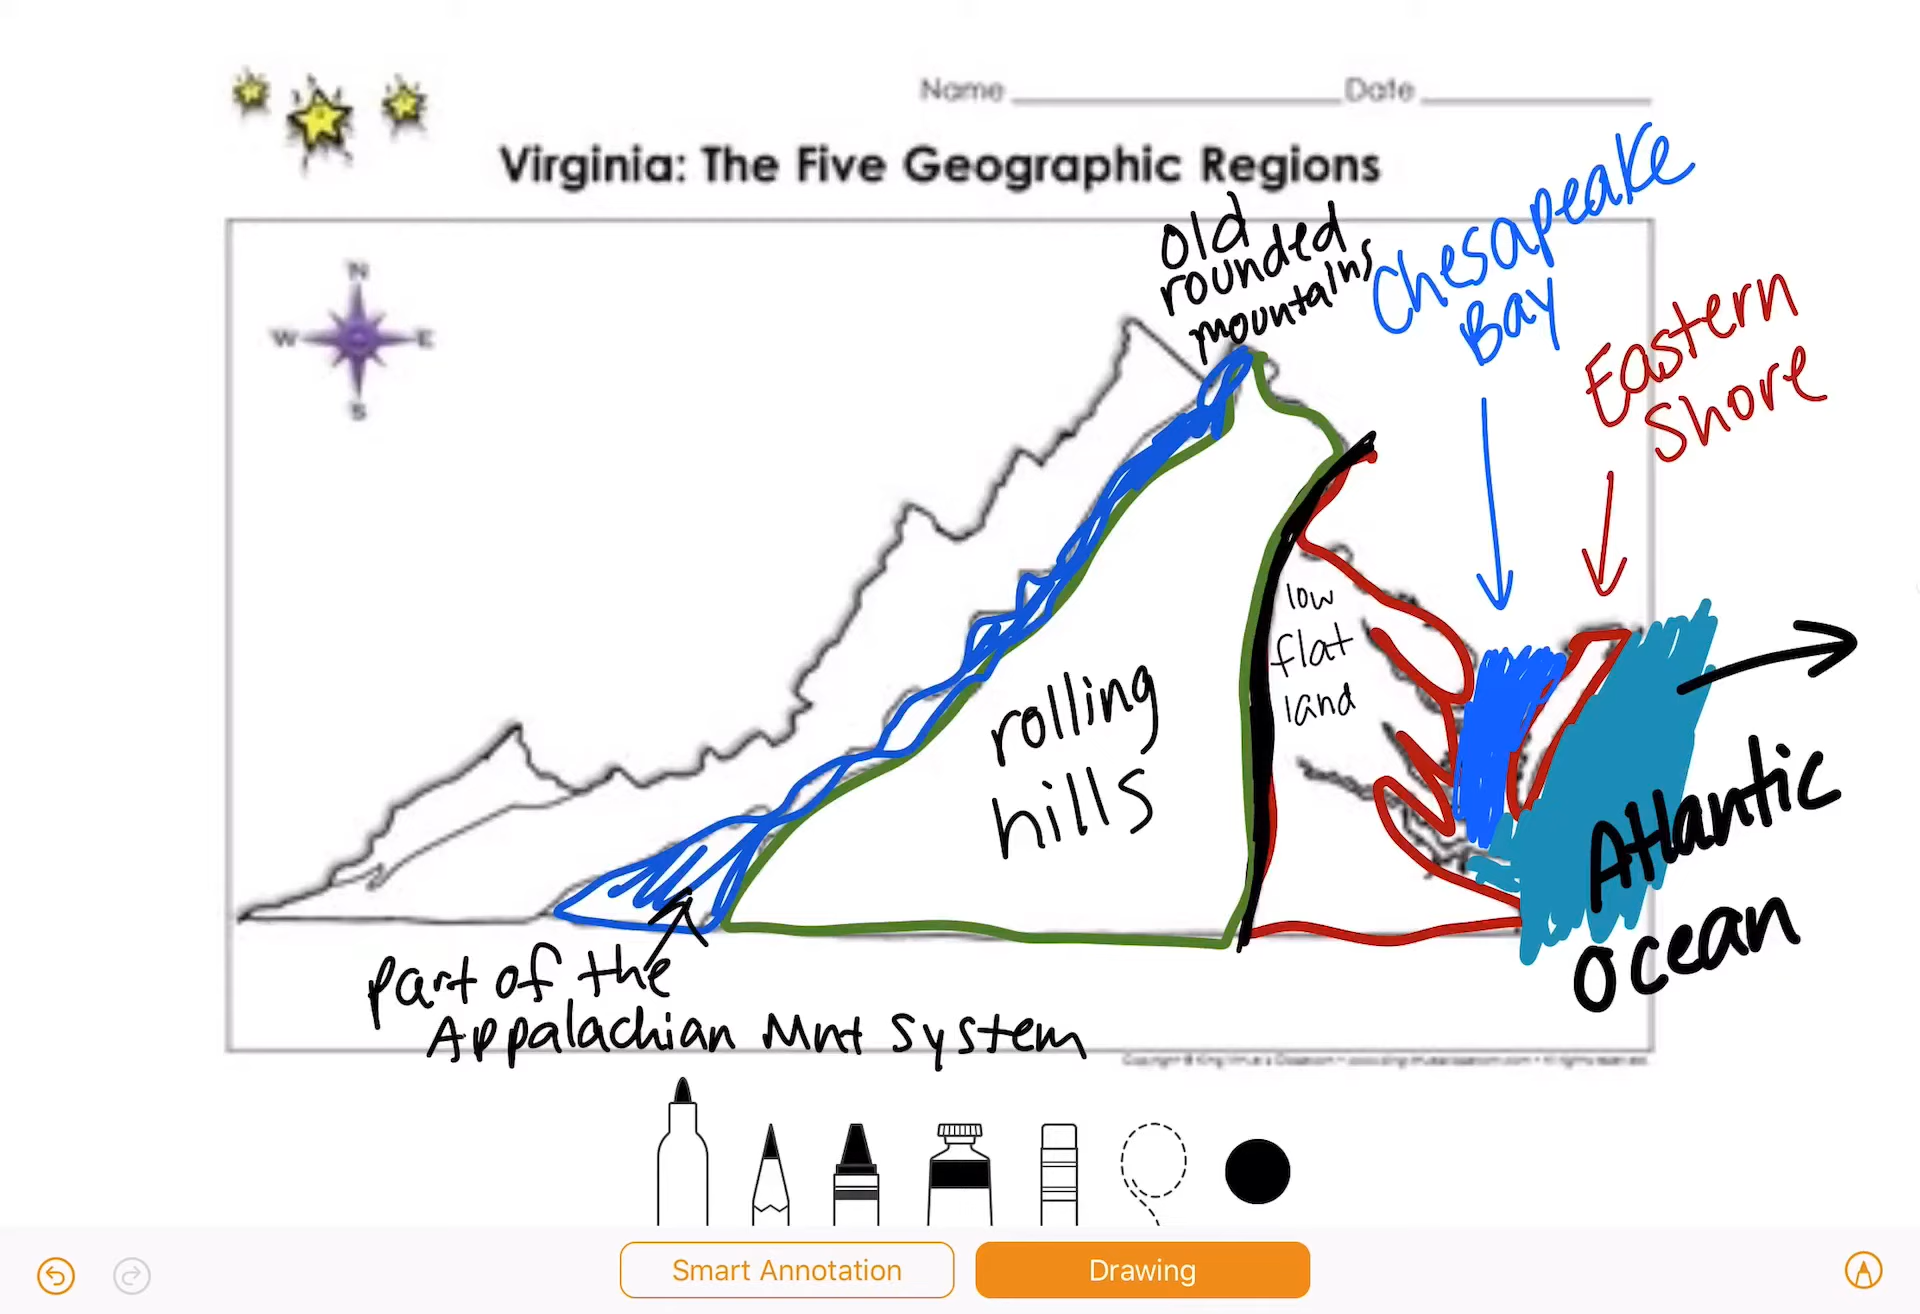 Name Date
Virginia: The Five Geographic Regions
N
W E
S
old
rounded
mountains
Chesapeake
Bay
Eastern
Shore
low
flat
land
rolling
hills
Atlantic
ocean
part of the
Appalachian Mnt System
Smart Annotation
Drawing